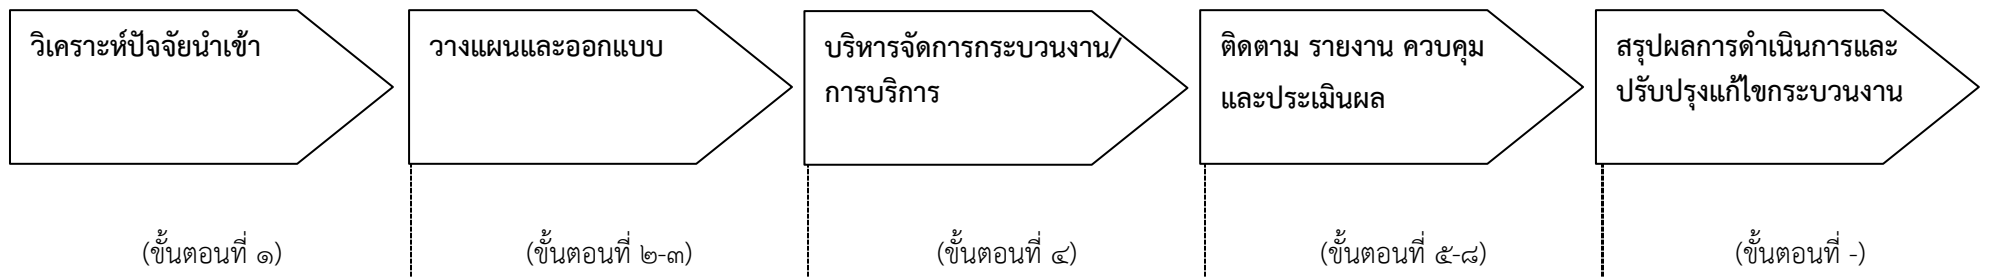 วิเคราะห์ปัจจัยนำเข้า
วางแผนและออกแบบ
บริหารจัดการกระบวนงาน/
การบริการ
ติดตาม รายงาน ควบคุม
และประเมินผล
สรุปผลการดำเนินการและ
ปรับปรุงแก้ไขกระบวนงาน
(ขั้นตอนที่ ๑)
(ขั้นตอนที่ ๒-๓)
(ขั้นตอนที่ ๔)
(ขั้นตอนที่ ๕-๘)
(ขั้นตอนที่ -)